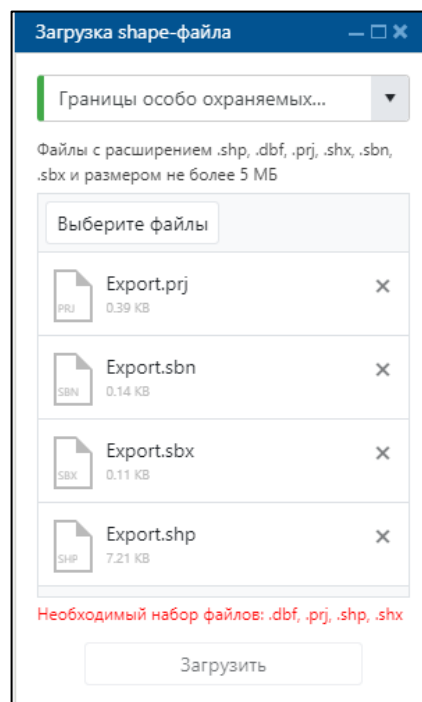 Загрузка shape-файла
Границы особо охраняемых...
Файлы с расширением .shp, .dbf, .prj, .shx, .sbn,
.sbx и размером не более 5 МБ
Выберите файлы
Export.prj
PRJ
0.39 KB
Export.sbn
SBN
0.14 KB
Export.sbx
SBX
0.11 KB
Export.shp
SHP
7.21 KB
Необходимый набор файлов: .dbf, .prj, .shp, .shx
Загрузить